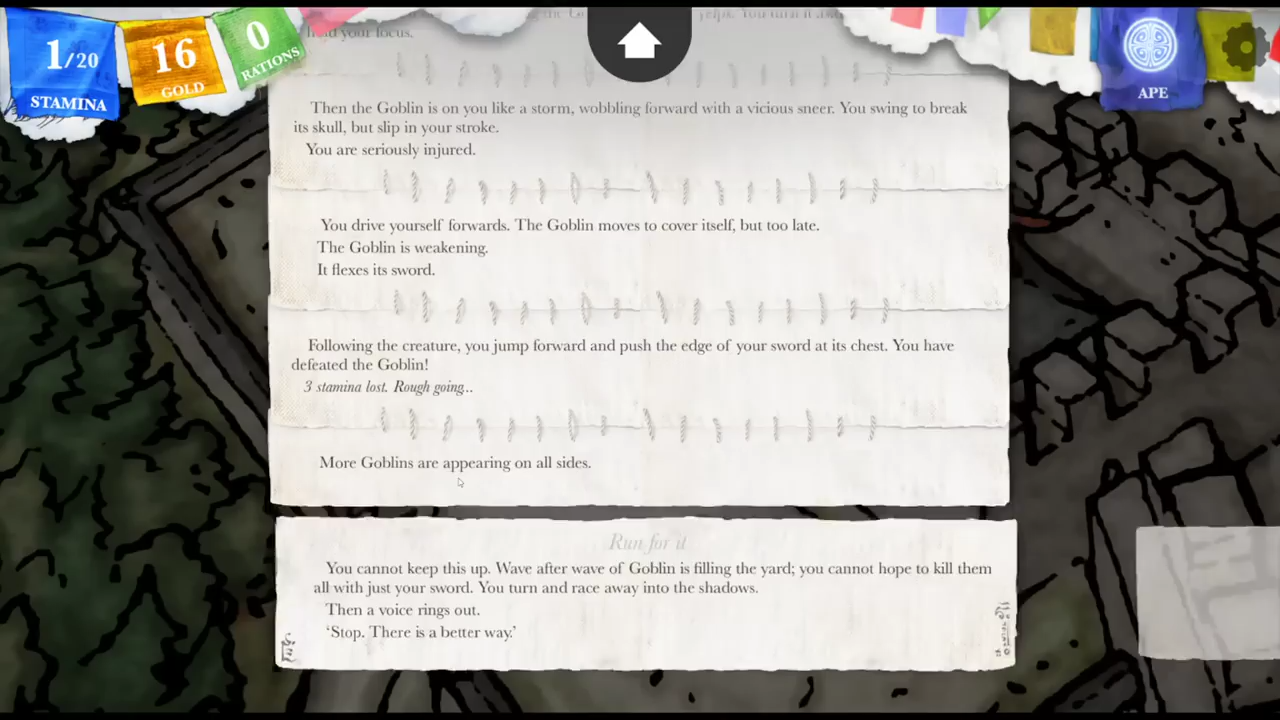 1/20
STAMINA
16
GOLD
0
RATIONS
APE
your focus.
Then the Goblin is on you like a storm, wobbling forward with a vicious sneer. You swing to break
its skull, but slip in your stroke.
You are seriously injured.
You drive yourself forwards. The Goblin moves to cover itself, but too late.
The Goblin is weakening.
It flexes its sword.
Following the creature, you jump forward and push the edge of your sword at its chest. You have
defeated the Goblin!
3 stamina lost. Rough going...
More Goblins are appearing on all sides.
Run for it
You cannot keep this up. Wave after wave of Goblin is filling the yard; you cannot hope to kill them
all with just your sword. You turn and race away into the shadows.
Then a voice rings out.
‘Stop. There is a better way.’